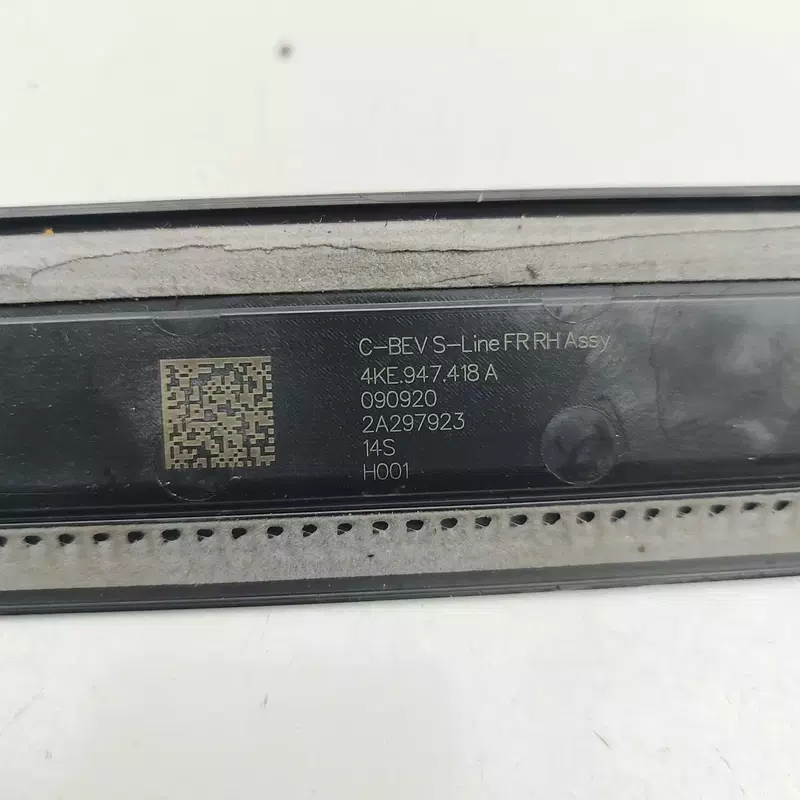 C-BEV S-Line FR RH Assy
4KE.947.418 A
090920
2A297923
14S
H001